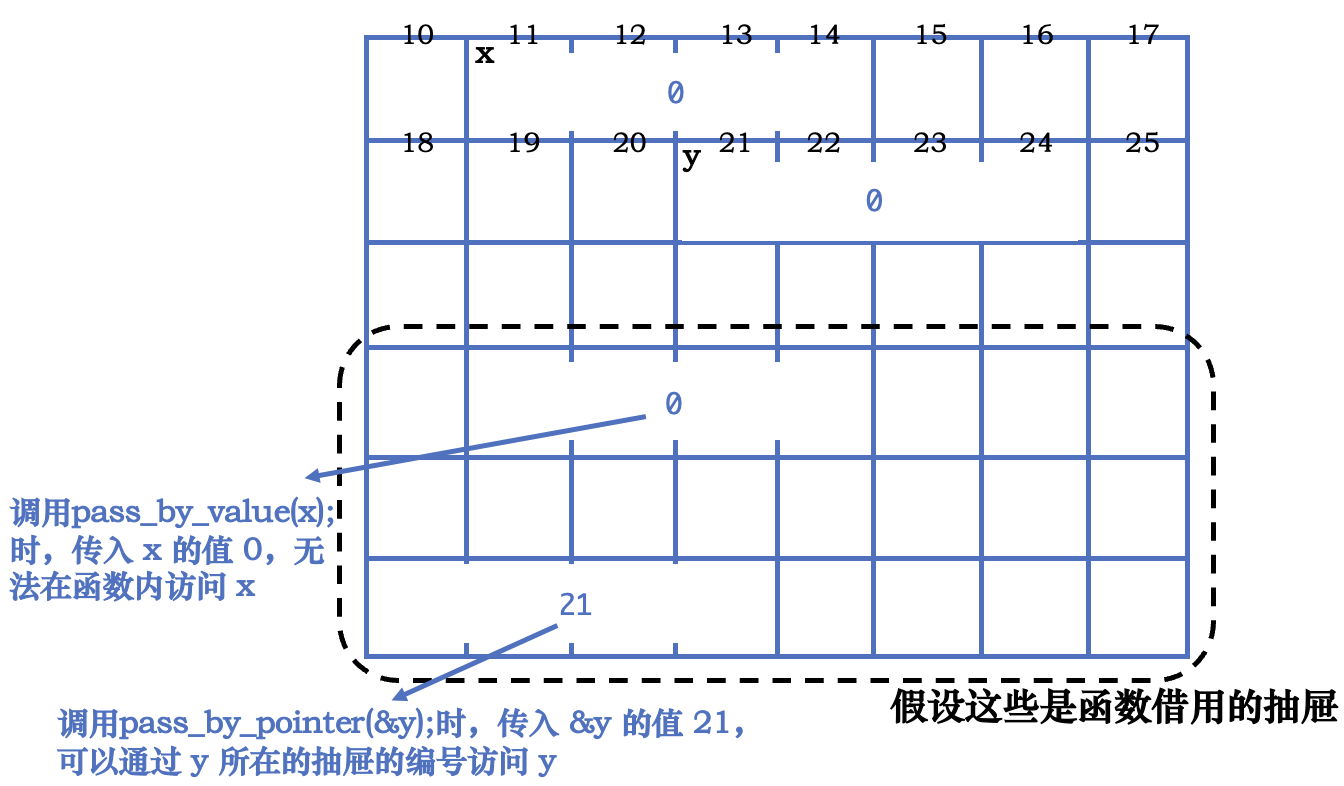 10 11 12 13 14 15 16 17
x
0
18 19 20 21 22 23 24 25
y
0
0
调用pass_by_value(x);
时，传入 x 的值 0，无
法在函数内访问 x
21
假设这些是函数借用的抽屉
调用pass_by_pointer(&y);时，传入 &y 的值 21，
可以通过 y 所在的抽屉的编号访问 y